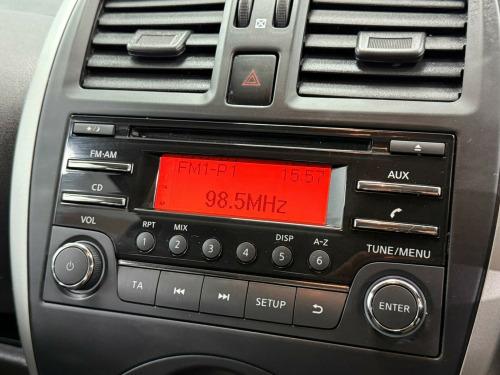 FM1-P1 15:57
98.5MHz
FM·AM
CD
AUX
VOL
RPT MIX DISP A-Z
1 2 3 4 5 6
TUNE/MENU
TA SETUP
ENTER